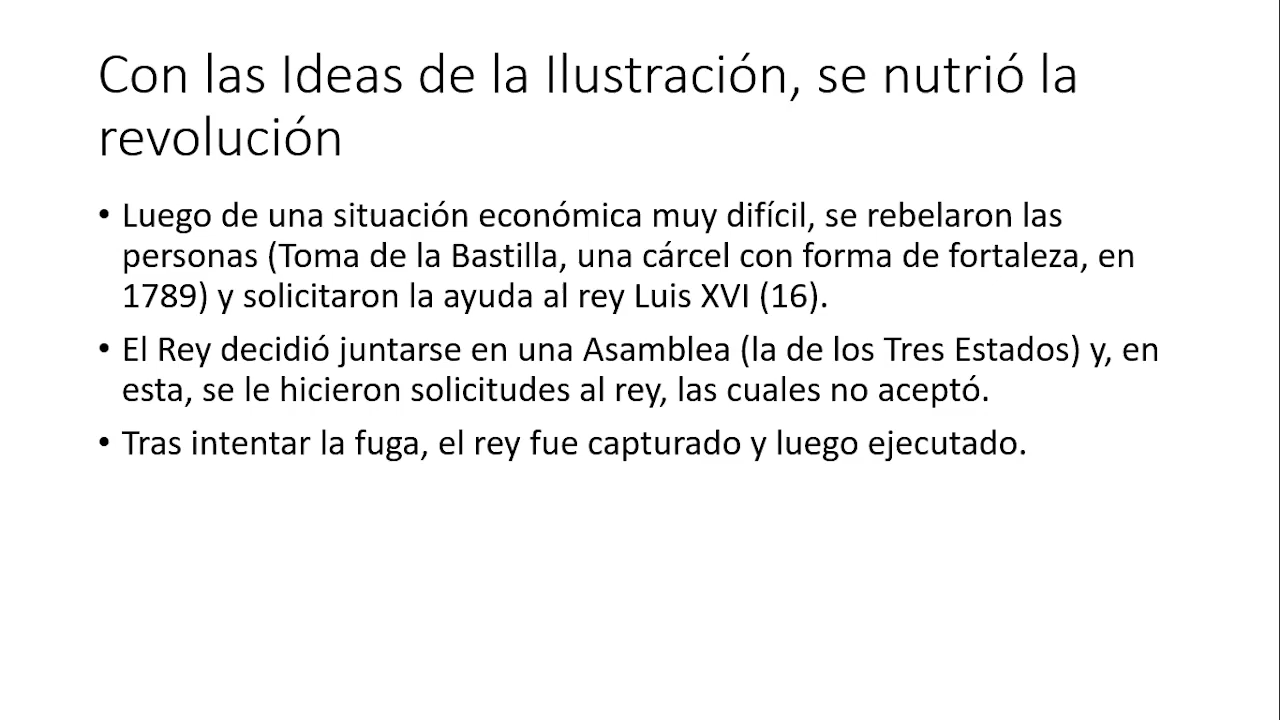 Con las Ideas de la Ilustración, se nutrió la
revolución
• Luego de una situación económica muy difícil, se rebelaron las
personas (Toma de la Bastilla, una cárcel con forma de fortaleza, en
1789) y solicitaron la ayuda al rey Luis XVI (16).
• El Rey decidió juntarse en una Asamblea (la de los Tres Estados) y, en
esta, se le hicieron solicitudes al rey, las cuales no aceptó.
• Tras intentar la fuga, el rey fue capturado y luego ejecutado.